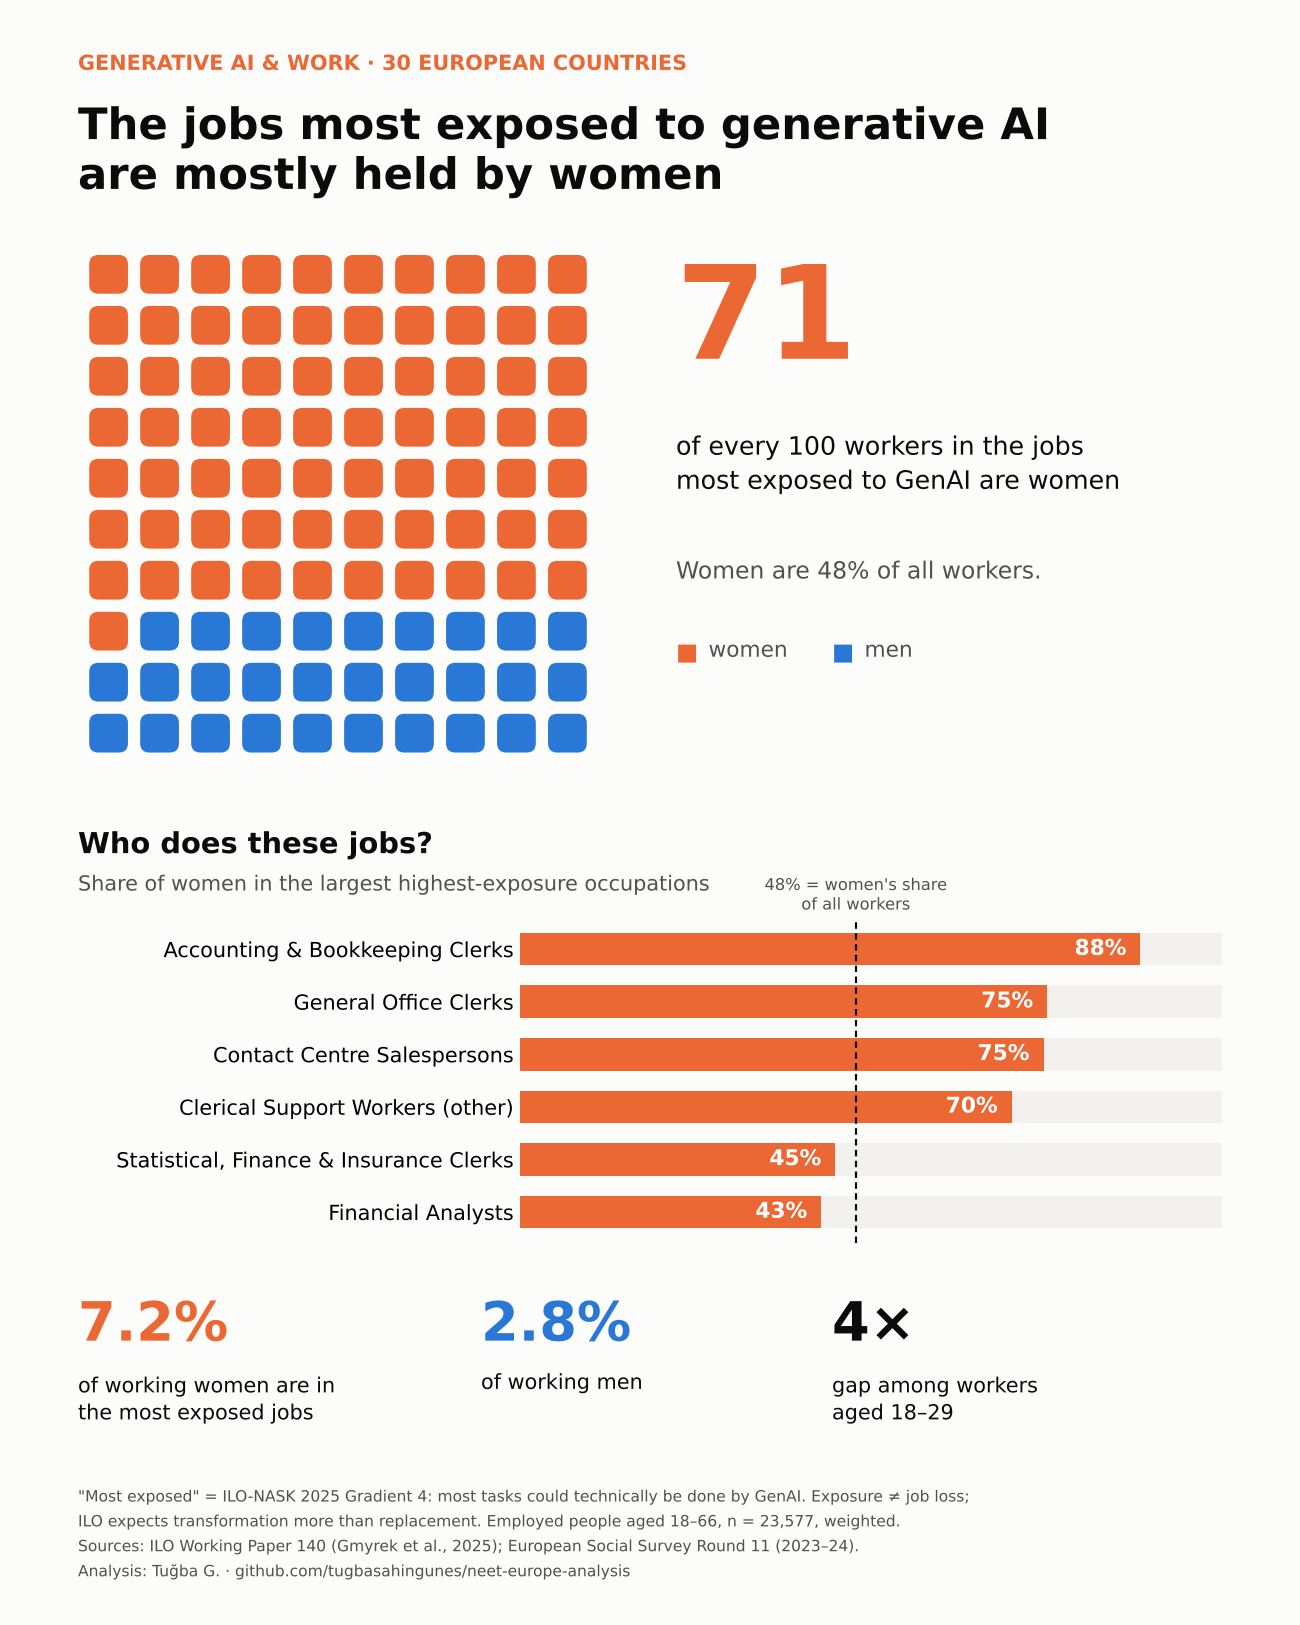 GENERATIVE AI & WORK · 30 EUROPEAN COUNTRIES
The jobs most exposed to generative AI
are mostly held by women
71
of every 100 workers in the jobs
most exposed to GenAI are women
Women are 48% of all workers.
women
men
Who does these jobs?
Share of women in the largest highest-exposure occupations
48% = women's share
of all workers
Accounting & Bookkeeping Clerks 88%
General Office Clerks 75%
Contact Centre Salespersons 75%
Clerical Support Workers (other) 70%
Statistical, Finance & Insurance Clerks 45%
Financial Analysts 43%
7.2%
of working women are in
the most exposed jobs
2.8%
of working men
4×
gap among workers
aged 18–29
"Most exposed" = ILO-NASK 2025 Gradient 4: most tasks could technically be done by GenAI. Exposure ≠ job loss;
ILO expects transformation more than replacement. Employed people aged 18–66, n = 23,577, weighted.
Sources: ILO Working Paper 140 (Gmyrek et al., 2025); European Social Survey Round 11 (2023–24).
Analysis: Tuğba G. · github.com/tugbasahingunes/neet-europe-analysis